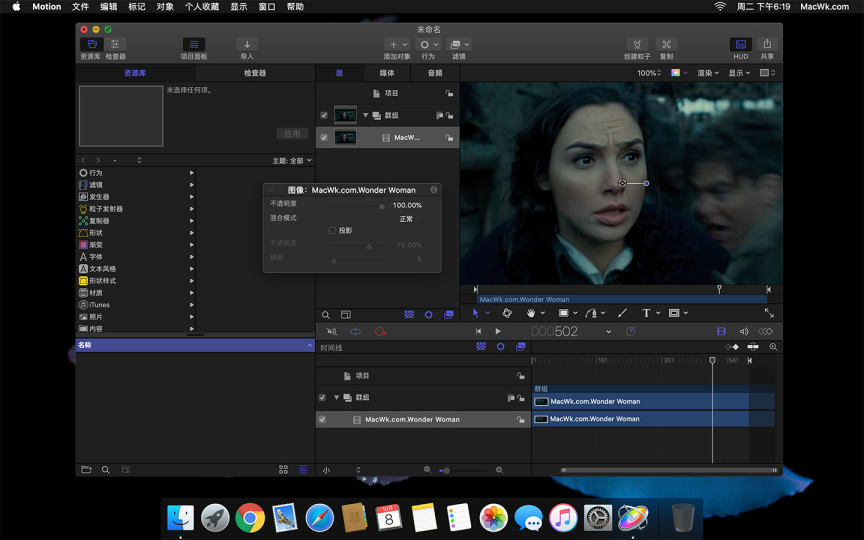 Motion 文件 编辑 标记 对象 个人收藏 显示 窗口 帮助 周二 下午6:19 MacWk.com
未命名
资源库 检查器 项目面板 导入 添加对象 行为 滤镜 创建粒子 复制 HUD 共享
资源库 检查器 层 媒体 音频 100% 渲染 显示
未选择任何项。
应用
项目
群组
MacW...
主题: 全部
行为
滤镜
发生器
粒子发射器
复制器
形状
渐变
字体
文本风格
形状样式
材质
iTunes
照片
内容
名称
图像: MacWk.com.Wonder Woman
不透明度 100.00%
混合模式 正常
投影
不透明度 75.00%
模糊 5
MacWk.com.Wonder Woman
T
000502
时间线
1 181 361 541
项目
群组
MacWk.com.Wonder Woman
群组
MacWk.com.Wonder Woman
MacWk.com.Wonder Woman
小
10月
8